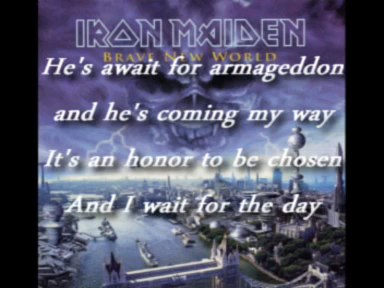 IRON MAIDEN
BRAVE NEW WORLD
He's await for armageddon
and he's coming my way
It's an honor to be chosen
And I wait for the day